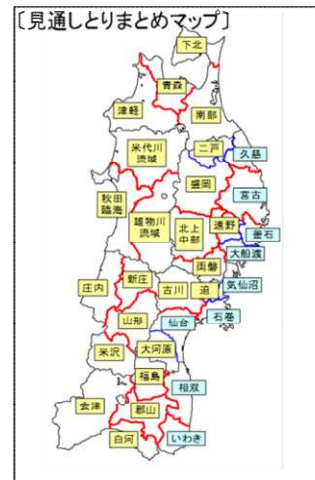 [見通しとりまとめマップ]
下北
青森
津軽
南部
米代川
流域
二戸
久慈
盛岡
秋田
臨海
宮古
雄物川
流域
北上
中部
遠野
釜石
大船渡
両磐
新庄
庄内
古川
迫
気仙沼
石巻
山形
仙台
米沢
大河原
福島
相双
会津
郡山
白河
いわき